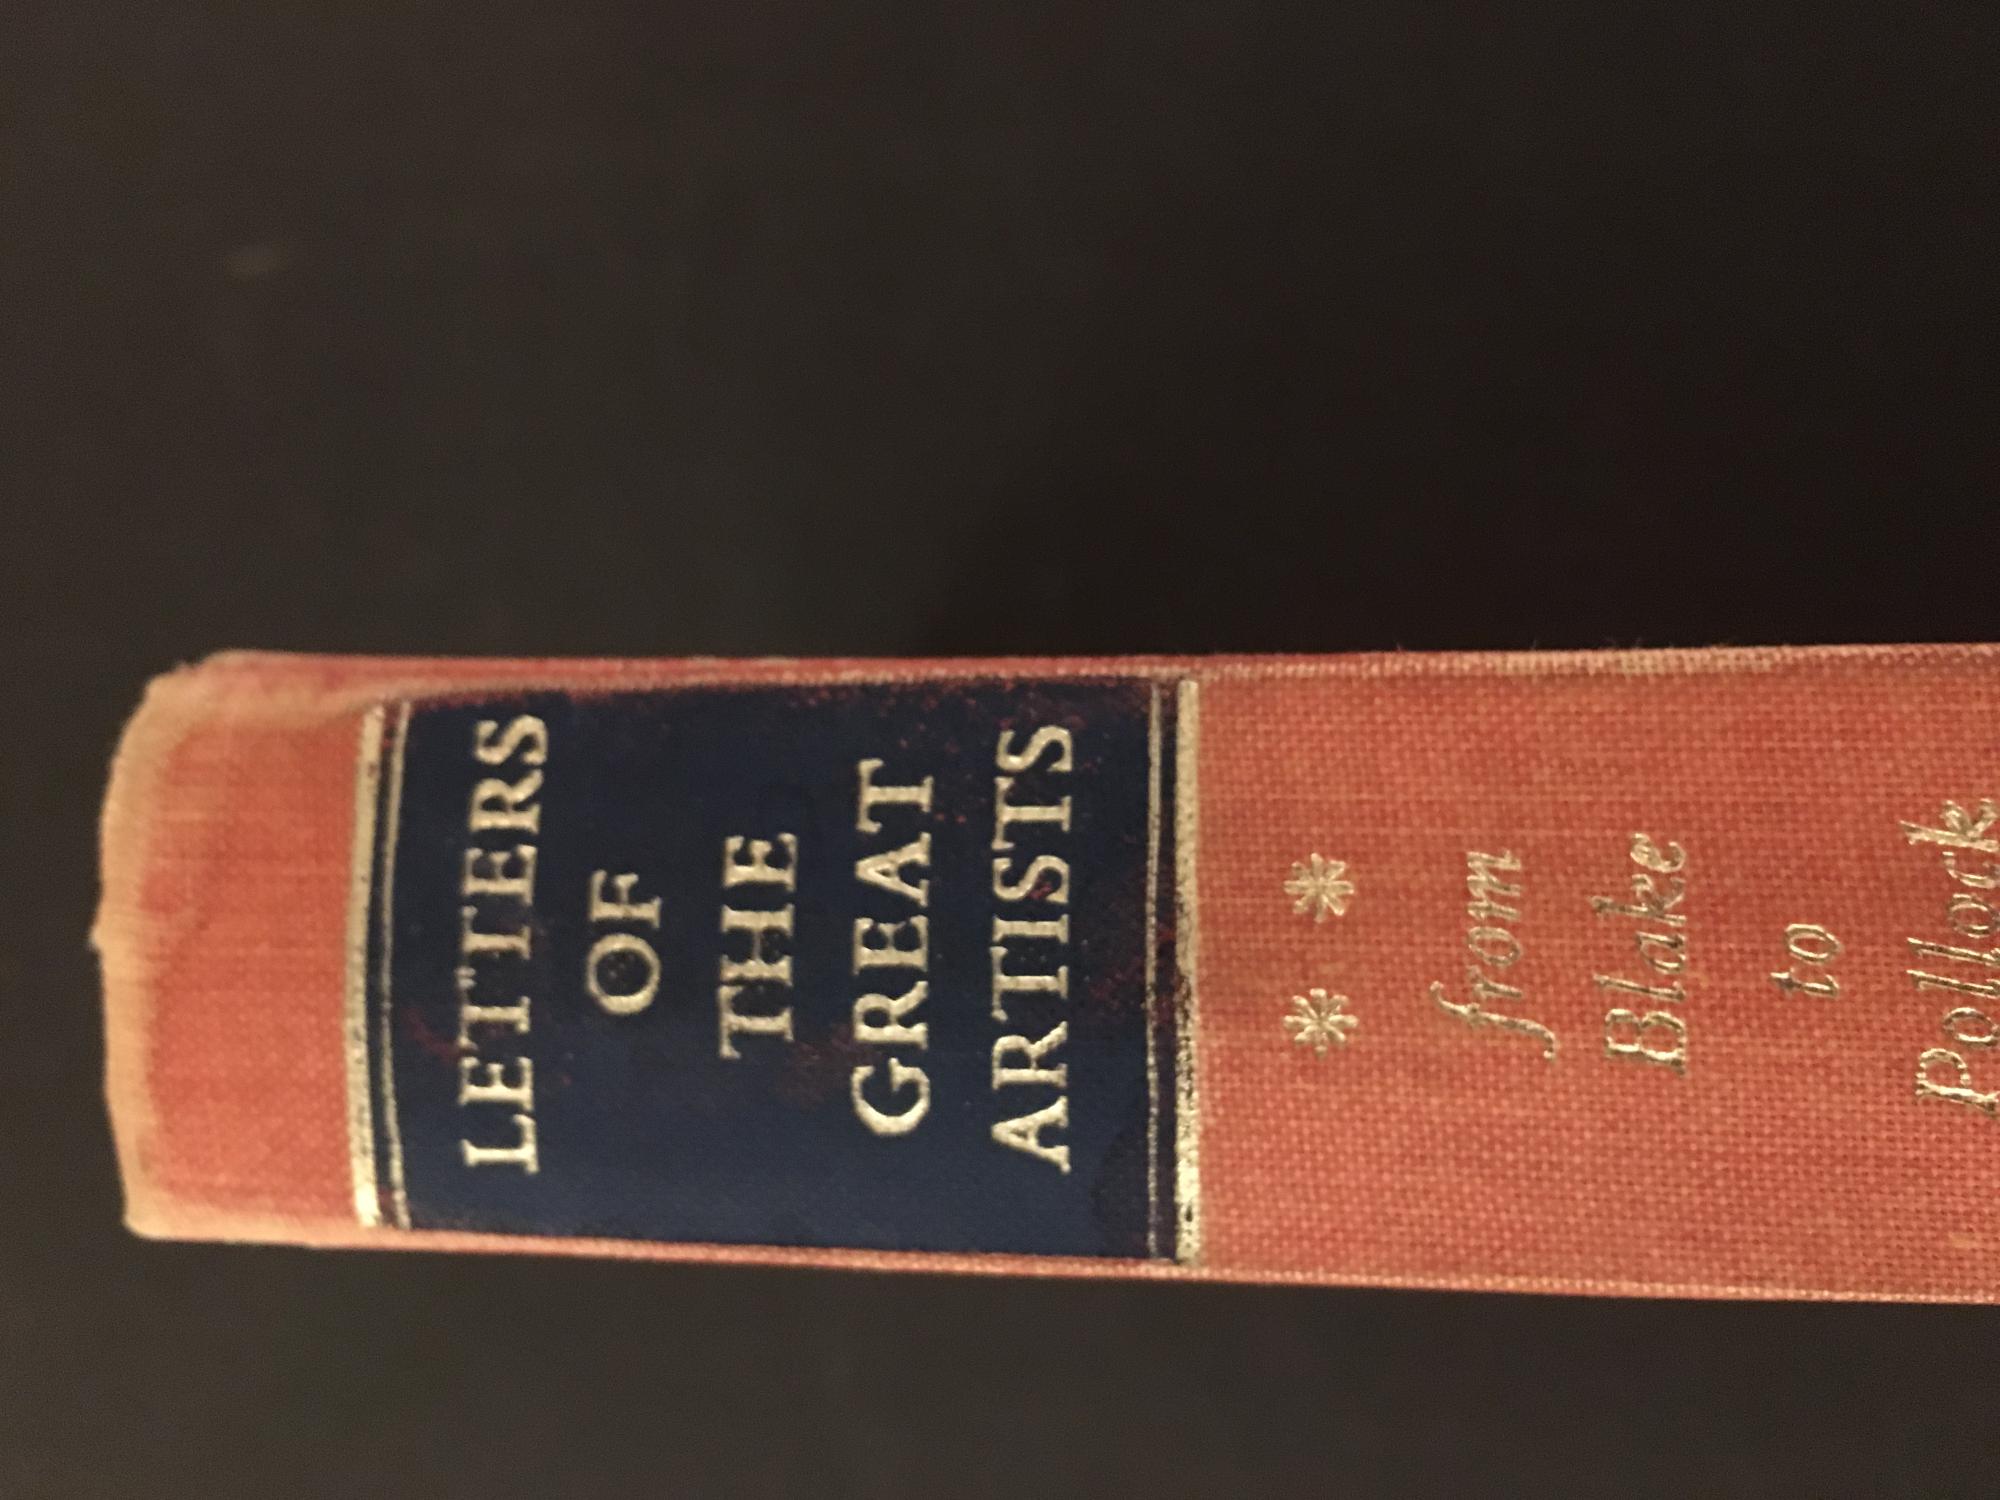 LETTERS
OF
THE
GREAT
ARTISTS
**
from
Blake
to
Pollock